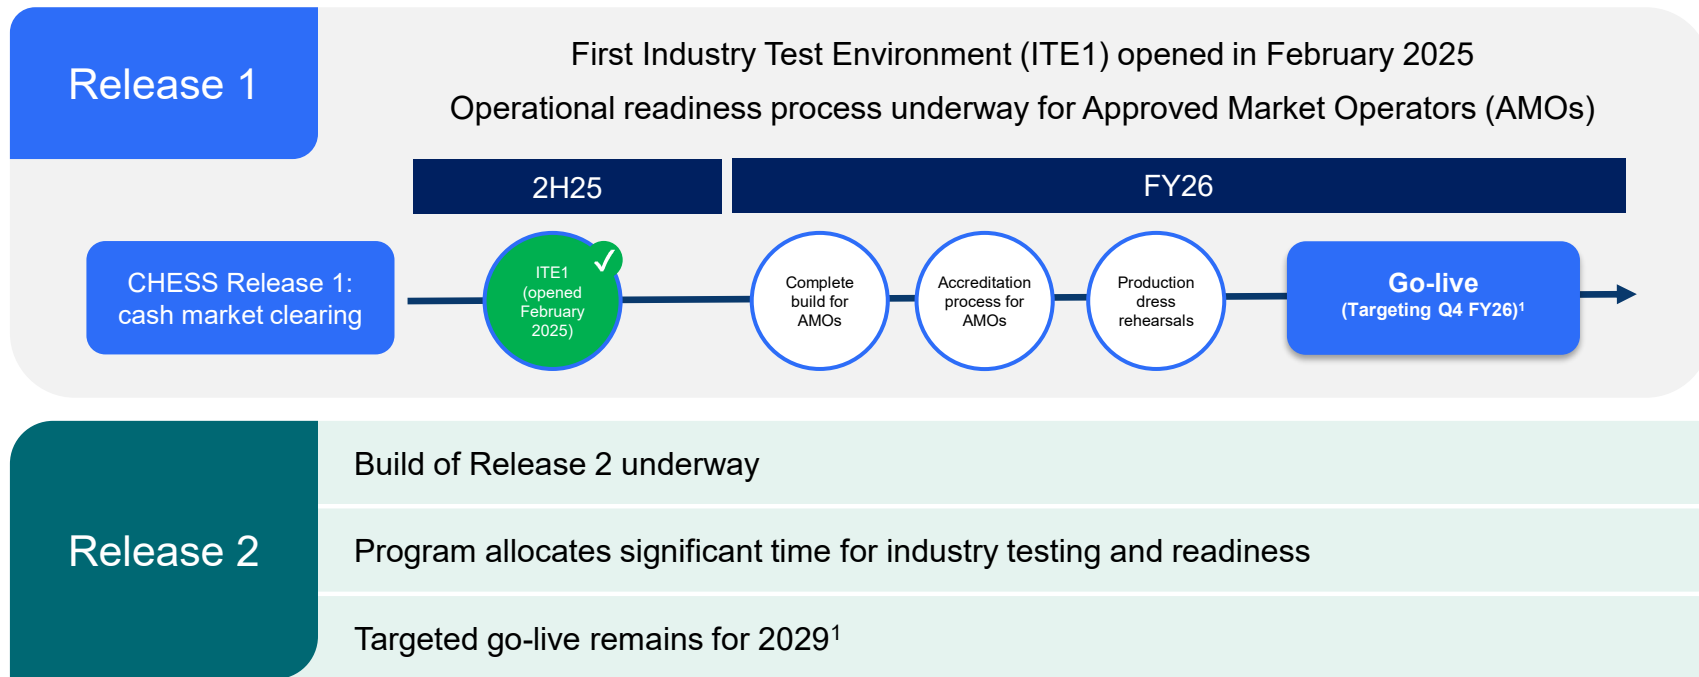 Release 1
First Industry Test Environment (ITE1) opened in February 2025
Operational readiness process underway for Approved Market Operators (AMOs)
2H25
FY26
CHESS Release 1:
cash market clearing
ITE1
(opened
February
2025)
Complete
build for
AMOs
Accreditation
process for
AMOs
Production
dress
rehearsals
Go-live
(Targeting Q4 FY26)¹
Release 2
Build of Release 2 underway
Program allocates significant time for industry testing and readiness
Targeted go-live remains for 2029¹